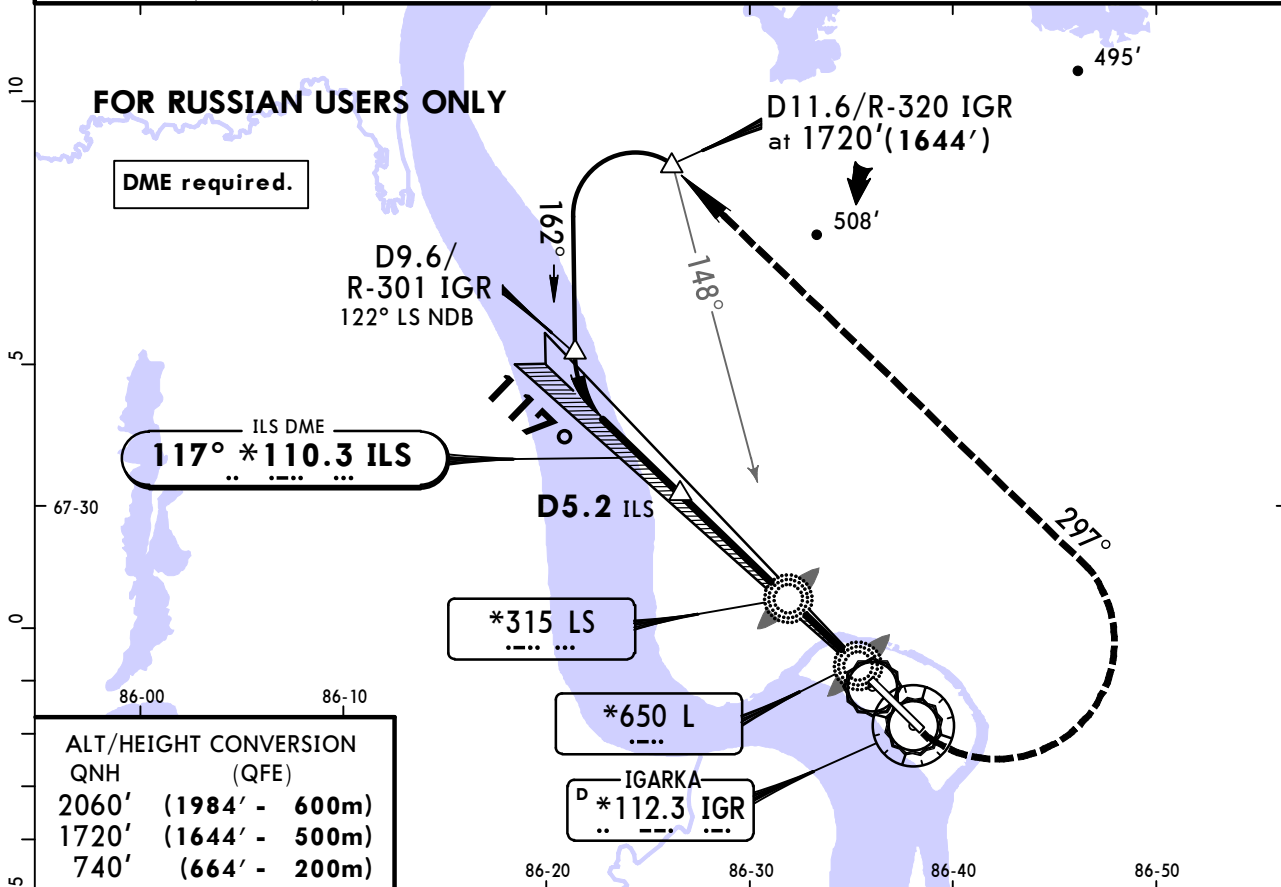 495'
10
FOR RUSSIAN USERS ONLY
D11.6/R-320 IGR
at 1720'(1644')
DME required.
508'
162°
D9.6/
R-301 IGR
122° LS NDB
148°
5
117°
ILS DME
117° *110.3 ILS
D5.2 ILS
67-30
297°
*315 LS
0
86-00
86-10
*650 L
IGARKA
D *112.3 IGR
ALT/HEIGHT CONVERSION
QNH (QFE)
2060' (1984' - 600m)
1720' (1644' - 500m)
740' (664' - 200m)
5
86-20
86-30
86-40
86-50